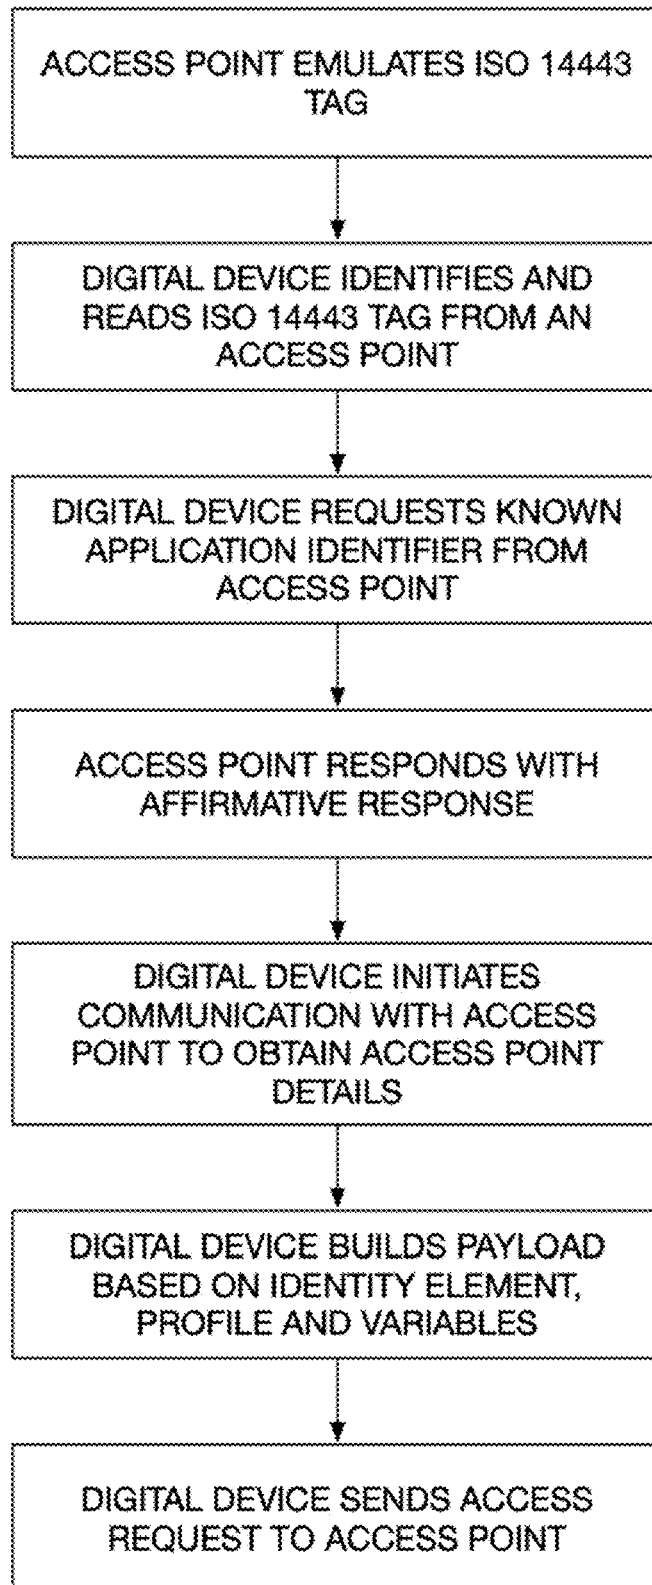 ACCESS POINT EMULATES ISO 14443
TAG
DIGITAL DEVICE IDENTIFIES AND
READS ISO 14443 TAG FROM AN
ACCESS POINT
DIGITAL DEVICE REQUESTS KNOWN
APPLICATION IDENTIFIER FROM
ACCESS POINT
ACCESS POINT RESPONDS WITH
AFFIRMATIVE RESPONSE
DIGITAL DEVICE INITIATES
COMMUNICATION WITH ACCESS
POINT TO OBTAIN ACCESS POINT
DETAILS
DIGITAL DEVICE BUILDS PAYLOAD
BASED ON IDENTITY ELEMENT,
PROFILE AND VARIABLES
DIGITAL DEVICE SENDS ACCESS
REQUEST TO ACCESS POINT